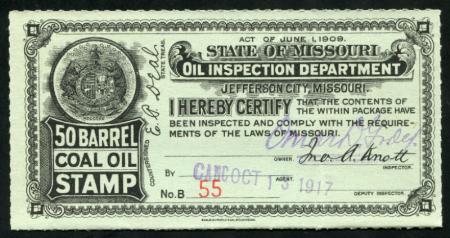 ACT OF JUNE 1, 1909.
STATE OF MISSOURI
OIL INSPECTION DEPARTMENT
JEFFERSON CITY, MISSOURI.
I HEREBY CERTIFY THAT THE CONTENTS OF
THE WITHIN PACKAGE HAVE
BEEN INSPECTED AND COMPLY WITH THE REQUIRE-
MENTS OF THE LAWS OF MISSOURI.
OWNER.
Jno. A. Knott
INSPECTOR.
By
OCT 13 1917
AGENT.
DEPUTY INSPECTOR.
No. B 55
COUNTERSIGNED E.P. Deal STATE TREAS.
50 BARREL
COAL OIL
STAMP